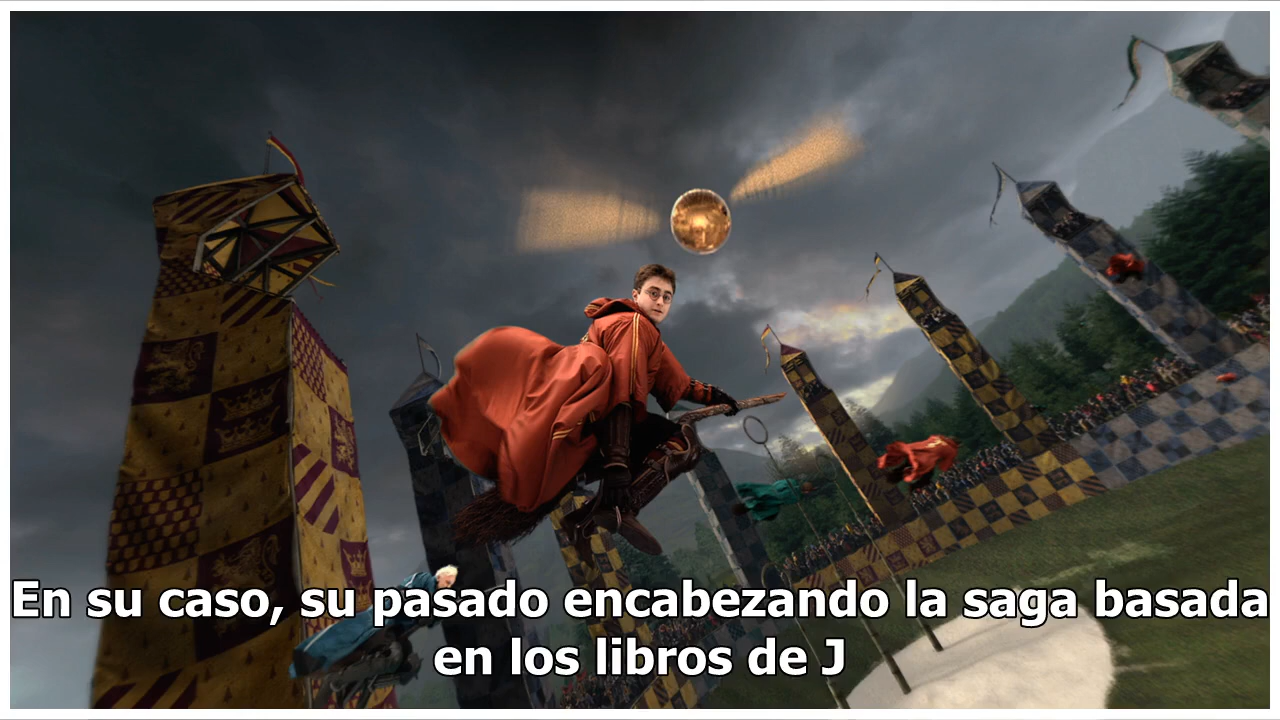 En su caso, su pasado encabezando la saga basada
en los libros de J